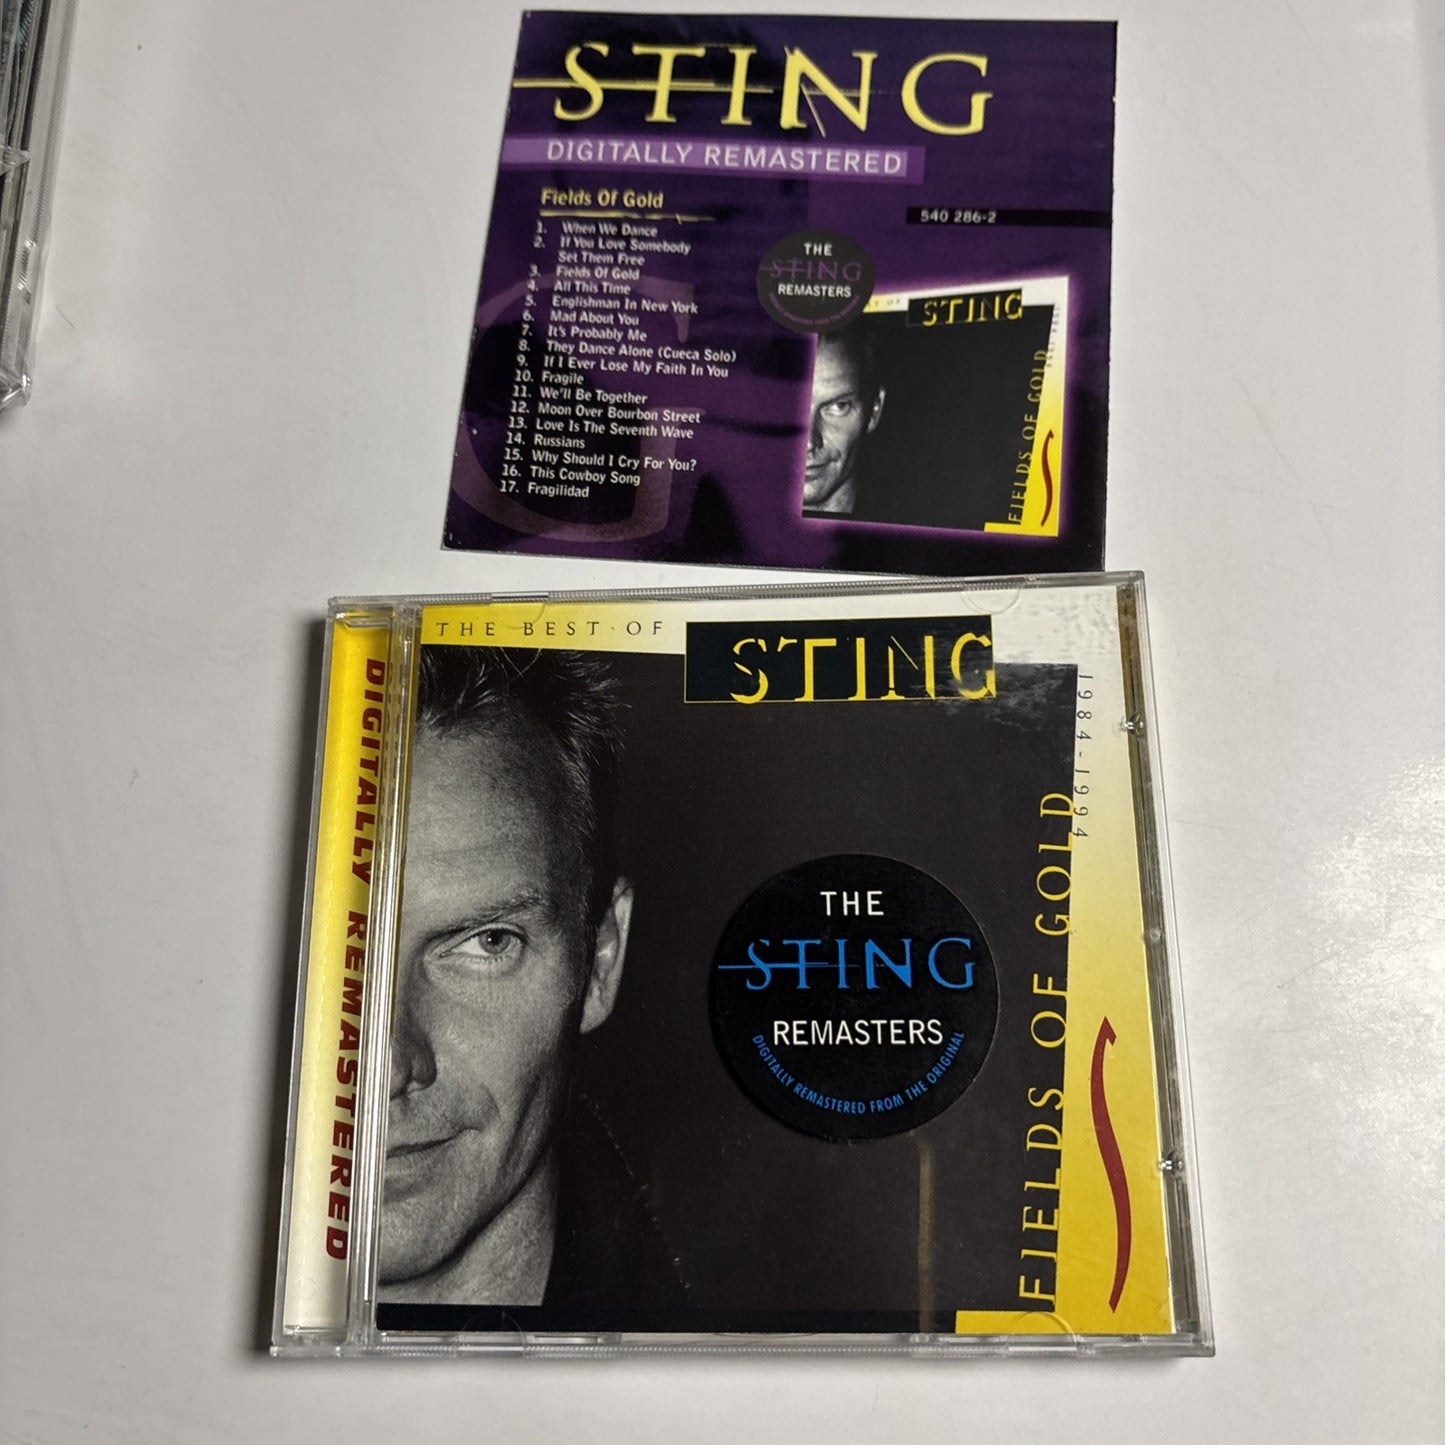 STING
DIGITALLY REMASTERED
Fields Of Gold
540 286-2
1. When We Dance
2. If You Love Somebody
Set Them Free
3. Fields Of Gold
4. All This Time
5. Englishman In New York
6. Mad About You
7. It's Probably Me
8. They Dance Alone (Cueca Solo)
9. If I Ever Lose My Faith In You
10. Fragile
11. We'll Be Together
12. Moon Over Bourbon Street
13. Love Is The Seventh Wave
14. Russians
15. Why Should I Cry For You?
16. This Cowboy Song
17. Fragilidad
THE
STING
REMASTERS
OF
STING
FIELDS OF GOLD
DIGITALLY REMASTERED
THE BEST·OF
STING
1984-1994
FIELDS OF GOLD
THE
STING
REMASTERS
DIGITALLY REMASTERED FROM THE ORIGINAL